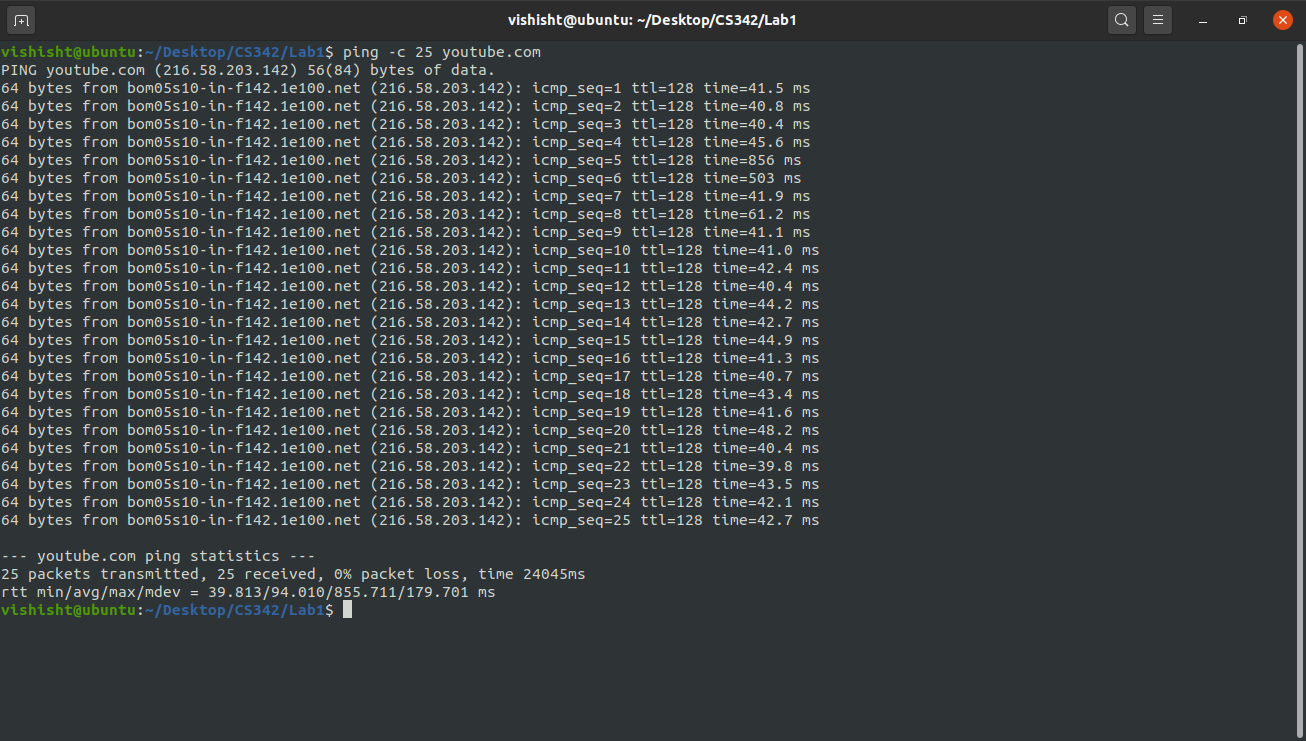 vishisht@ubuntu: ~/Desktop/CS342/Lab1
vishisht@ubuntu:~/Desktop/CS342/Lab1$ ping -c 25 youtube.com
PING youtube.com (216.58.203.142) 56(84) bytes of data.
64 bytes from bom05s10-in-f142.1e100.net (216.58.203.142): icmp_seq=1 ttl=128 time=41.5 ms
64 bytes from bom05s10-in-f142.1e100.net (216.58.203.142): icmp_seq=2 ttl=128 time=40.8 ms
64 bytes from bom05s10-in-f142.1e100.net (216.58.203.142): icmp_seq=3 ttl=128 time=40.4 ms
64 bytes from bom05s10-in-f142.1e100.net (216.58.203.142): icmp_seq=4 ttl=128 time=45.6 ms
64 bytes from bom05s10-in-f142.1e100.net (216.58.203.142): icmp_seq=5 ttl=128 time=856 ms
64 bytes from bom05s10-in-f142.1e100.net (216.58.203.142): icmp_seq=6 ttl=128 time=503 ms
64 bytes from bom05s10-in-f142.1e100.net (216.58.203.142): icmp_seq=7 ttl=128 time=41.9 ms
64 bytes from bom05s10-in-f142.1e100.net (216.58.203.142): icmp_seq=8 ttl=128 time=61.2 ms
64 bytes from bom05s10-in-f142.1e100.net (216.58.203.142): icmp_seq=9 ttl=128 time=41.1 ms
64 bytes from bom05s10-in-f142.1e100.net (216.58.203.142): icmp_seq=10 ttl=128 time=41.0 ms
64 bytes from bom05s10-in-f142.1e100.net (216.58.203.142): icmp_seq=11 ttl=128 time=42.4 ms
64 bytes from bom05s10-in-f142.1e100.net (216.58.203.142): icmp_seq=12 ttl=128 time=40.4 ms
64 bytes from bom05s10-in-f142.1e100.net (216.58.203.142): icmp_seq=13 ttl=128 time=44.2 ms
64 bytes from bom05s10-in-f142.1e100.net (216.58.203.142): icmp_seq=14 ttl=128 time=42.7 ms
64 bytes from bom05s10-in-f142.1e100.net (216.58.203.142): icmp_seq=15 ttl=128 time=44.9 ms
64 bytes from bom05s10-in-f142.1e100.net (216.58.203.142): icmp_seq=16 ttl=128 time=41.3 ms
64 bytes from bom05s10-in-f142.1e100.net (216.58.203.142): icmp_seq=17 ttl=128 time=40.7 ms
64 bytes from bom05s10-in-f142.1e100.net (216.58.203.142): icmp_seq=18 ttl=128 time=43.4 ms
64 bytes from bom05s10-in-f142.1e100.net (216.58.203.142): icmp_seq=19 ttl=128 time=41.6 ms
64 bytes from bom05s10-in-f142.1e100.net (216.58.203.142): icmp_seq=20 ttl=128 time=48.2 ms
64 bytes from bom05s10-in-f142.1e100.net (216.58.203.142): icmp_seq=21 ttl=128 time=40.4 ms
64 bytes from bom05s10-in-f142.1e100.net (216.58.203.142): icmp_seq=22 ttl=128 time=39.8 ms
64 bytes from bom05s10-in-f142.1e100.net (216.58.203.142): icmp_seq=23 ttl=128 time=43.5 ms
64 bytes from bom05s10-in-f142.1e100.net (216.58.203.142): icmp_seq=24 ttl=128 time=42.1 ms
64 bytes from bom05s10-in-f142.1e100.net (216.58.203.142): icmp_seq=25 ttl=128 time=42.7 ms
--- youtube.com ping statistics ---
25 packets transmitted, 25 received, 0% packet loss, time 24045ms
rtt min/avg/max/mdev = 39.813/94.010/855.711/179.701 ms
vishisht@ubuntu:~/Desktop/CS342/Lab1$